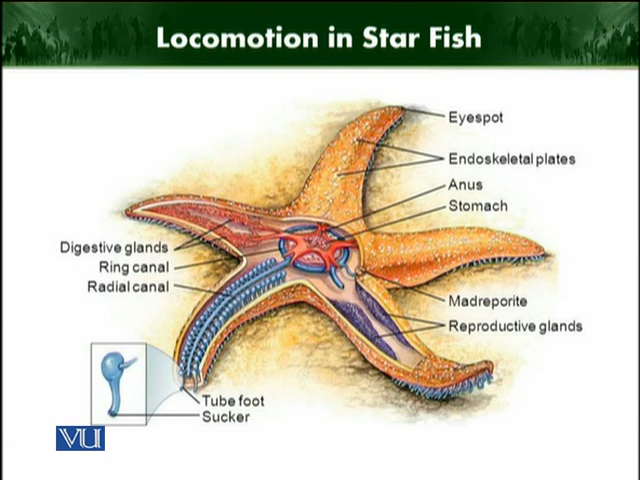 Locomotion in Star Fish
Eyespot
Endoskeletal plates
Anus
Stomach
Digestive glands
Ring canal
Radial canal
Madreporite
Reproductive glands
Tube foot
Sucker
VU